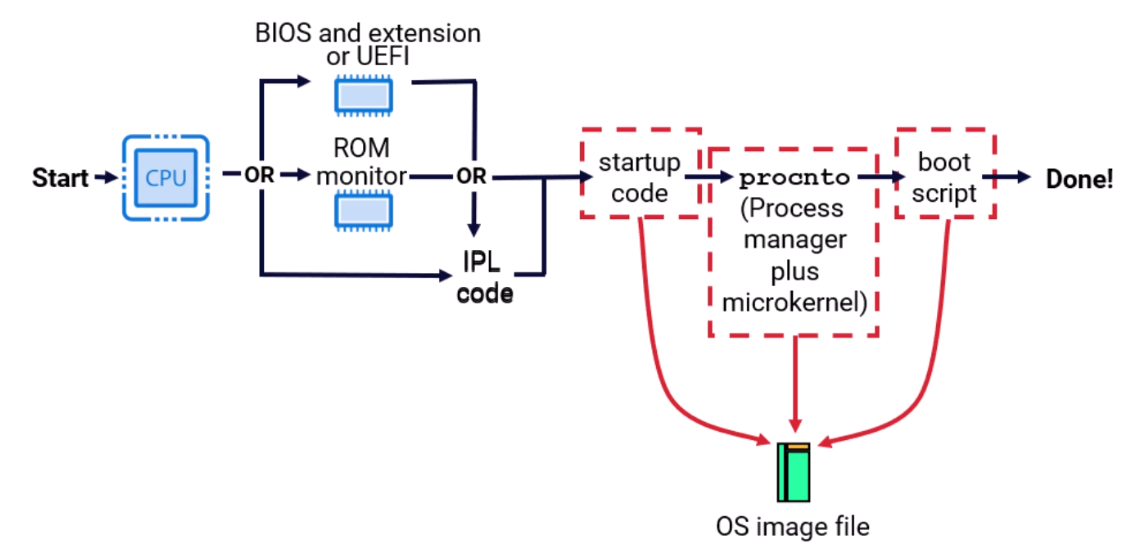 BIOS and extension
or UEFI
ROM
monitor
Start
CPU
OR
OR
IPL
code
startup
code
procnto
(Process
manager
plus
microkernel)
boot
script
Done!
OS image file